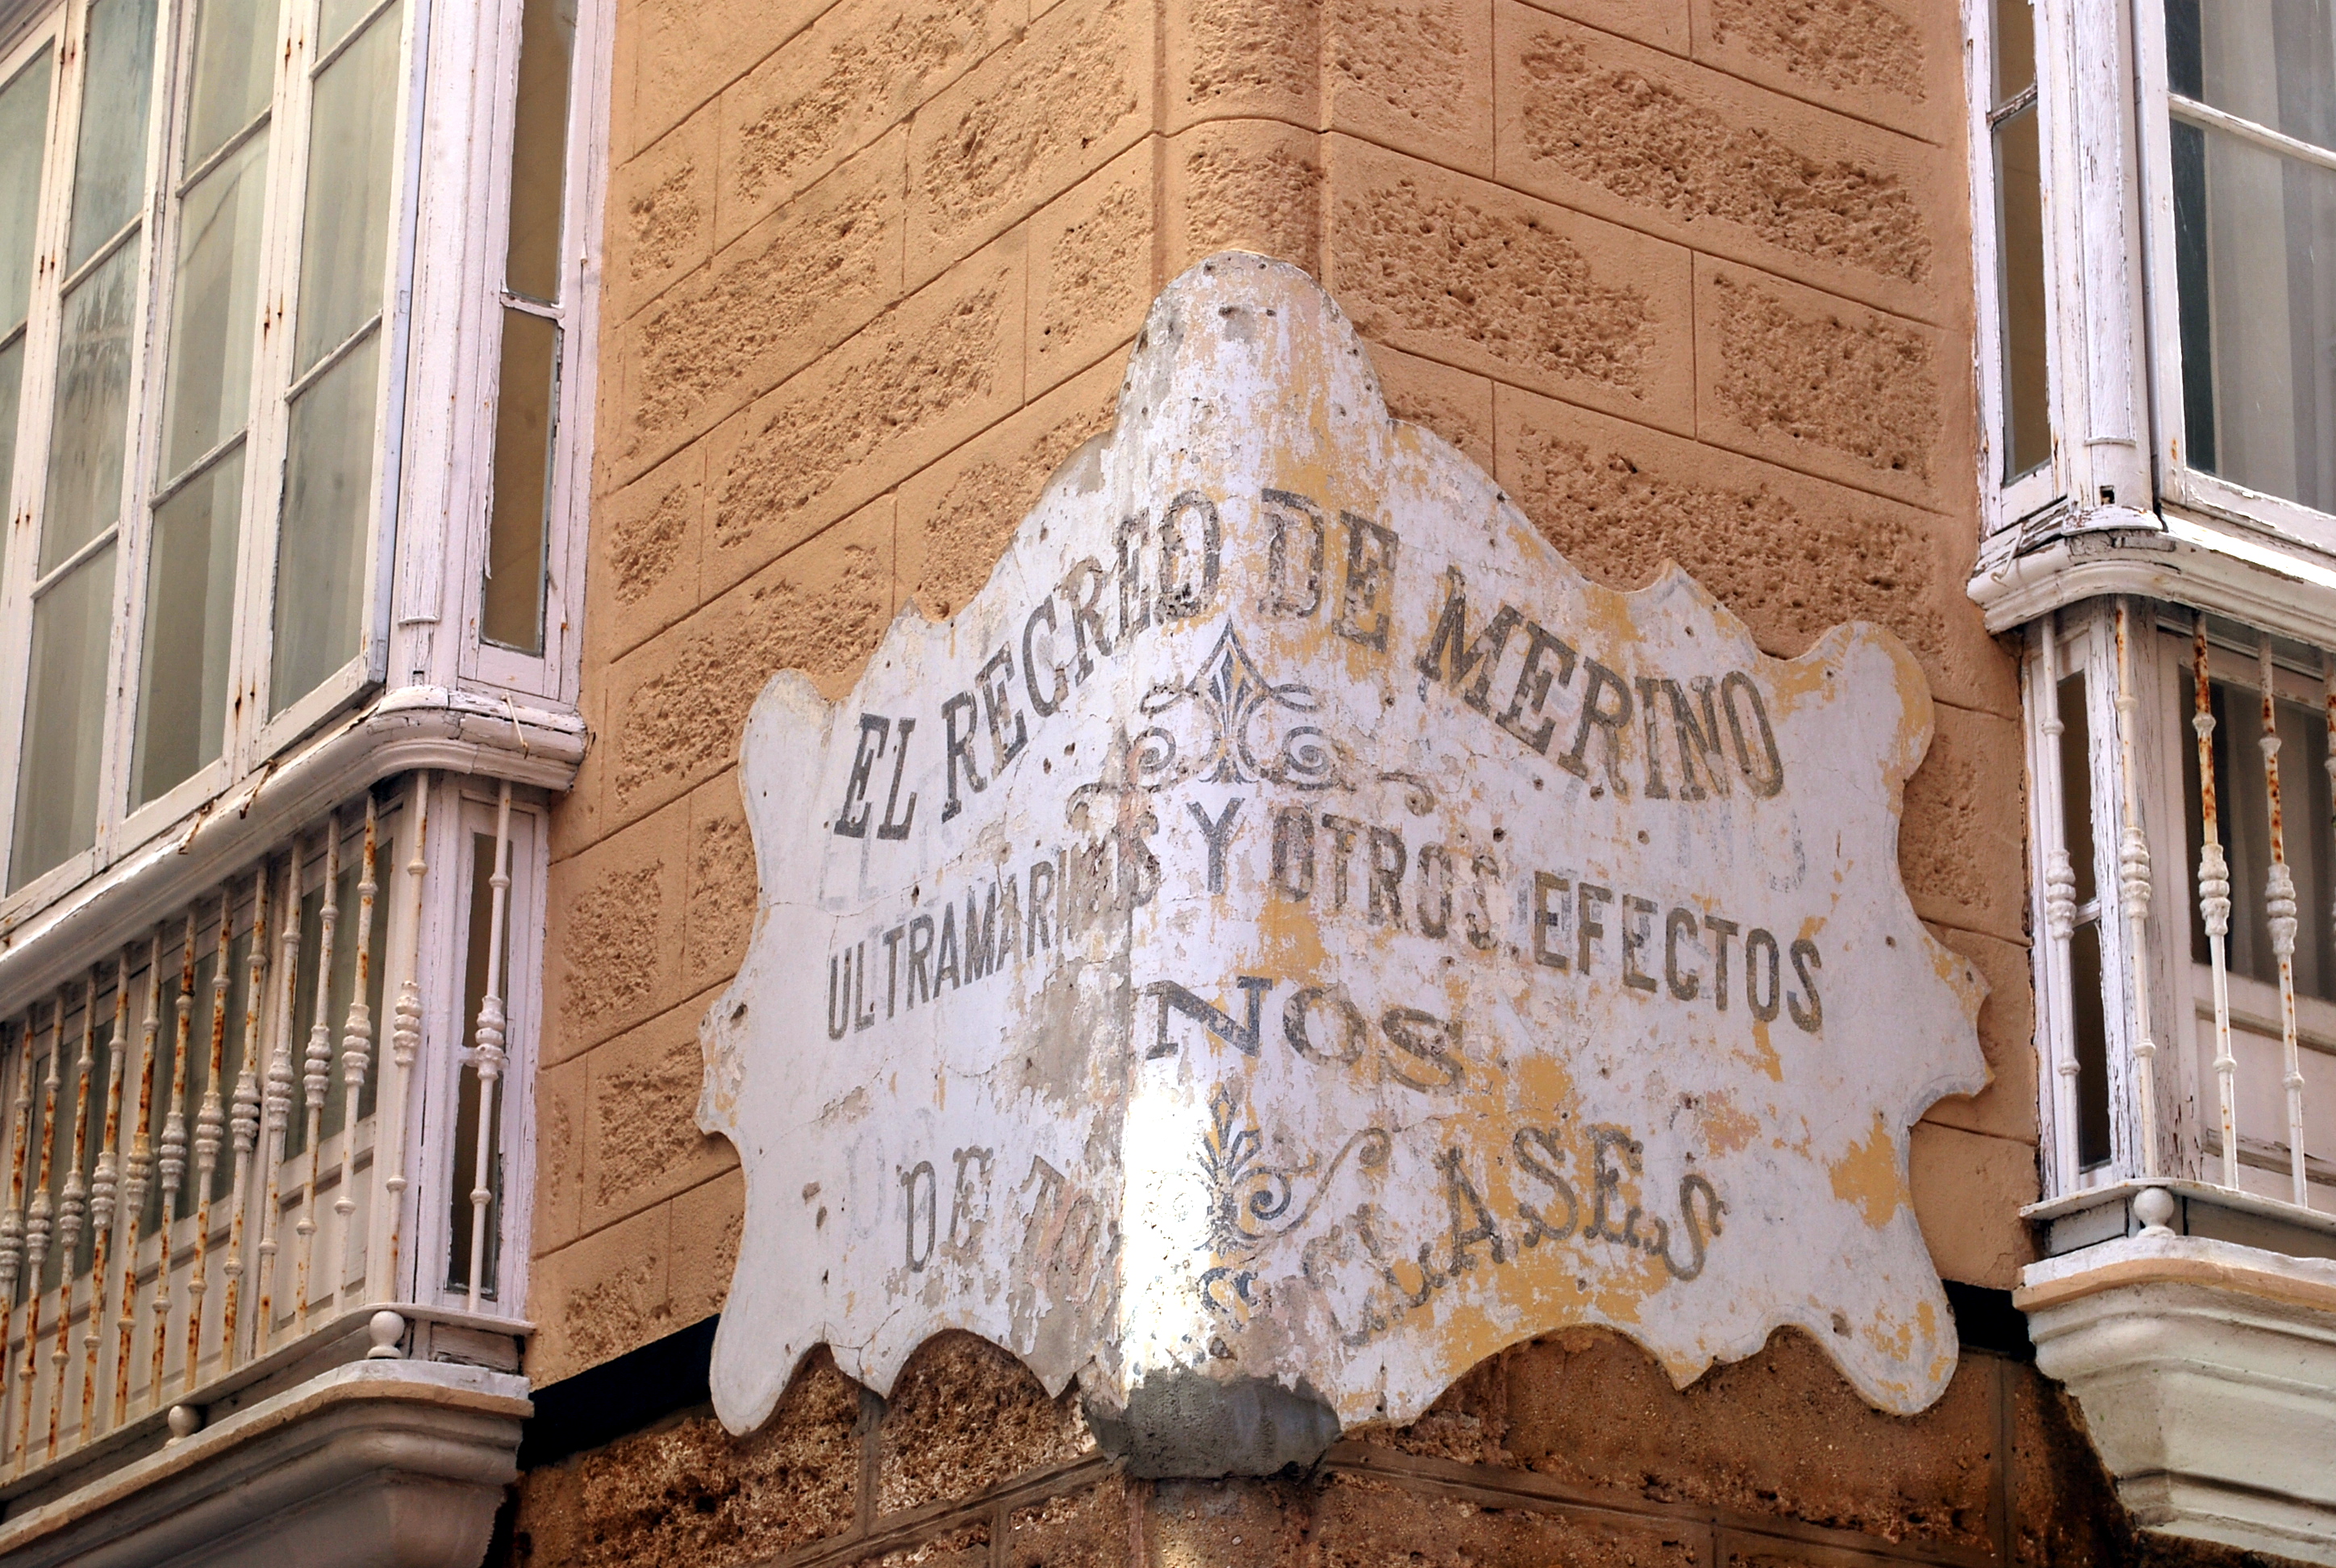 EL RECREO DE MERINO
ULTRAMARINOS Y OTROS EFECTOS
NOS
DE CLASES